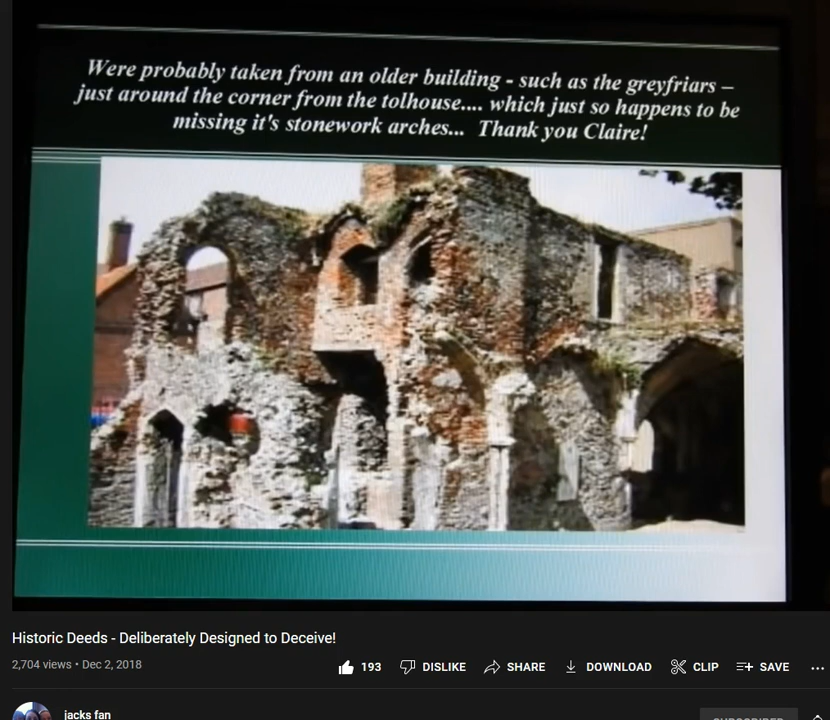 Were probably taken from an older building - such as the greyfriars –
just around the corner from the tolhouse.... which just so happens to be
missing it's stonework arches... Thank you Claire!
Historic Deeds - Deliberately Designed to Deceive!
2,704 views • Dec 2, 2018
193 DISLIKE SHARE DOWNLOAD CLIP SAVE ...
jacks fan
SUBSCRIBED